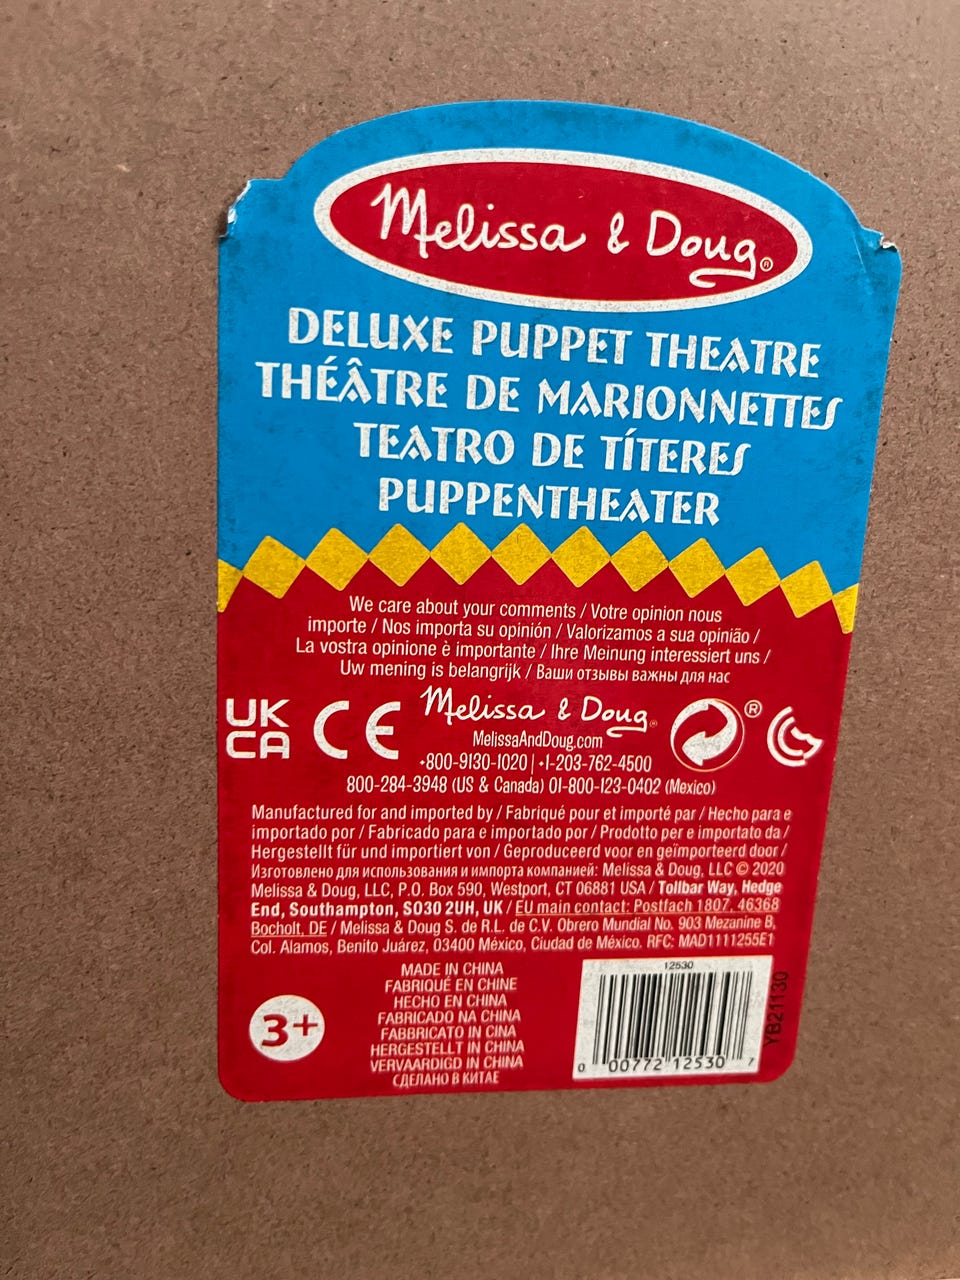 Melissa & Doug®
DELUXE PUPPET THEATRE
THÉÂTRE DE MARIONNETTES
TEATRO DE TÍTERES
PUPPENTHEATER
We care about your comments / Votre opinion nous
importe / Nos importa su opinión / Valorizamos a sua opinião /
La vostra opinione è importante / Ihre Meinung interessiert uns /
Uw mening is belangrijk / Ваши отзывы важны для нас
UK
CA
CE
Melissa & Doug®
®
MelissaAndDoug.com
+800-9130-1020 | +1-203-762-4500
800-284-3948 (US & Canada) 01-800-123-0402 (Mexico)
Manufactured for and imported by / Fabriqué pour et importé par / Hecho para e
importado por / Fabricado para e importado por / Prodotto per e importato da /
Hergestellt für und importiert von / Geproduceerd voor en geïmporteerd door /
Изготовлено для использования и импорта компанией: Melissa & Doug, LLC © 2020
Melissa & Doug, LLC, P.O. Box 590, Westport, CT 06881 USA / Tollbar Way, Hedge
End, Southampton, SO30 2UH, UK / EU main contact: Postfach 1807, 46368
Bocholt, DE / Melissa & Doug S. de R.L. de C.V. Obrero Mundial No. 903 Mezanine B,
Col. Alamos, Benito Juárez, 03400 México, Ciudad de México. RFC: MAD1111255E1
3+
MADE IN CHINA
FABRIQUÉ EN CHINE
HECHO EN CHINA
FABRICADO NA CHINA
FABBRICATO IN CINA
HERGESTELLT IN CHINA
VERVAARDIGD IN CHINA
СДЕЛАНО В КИТАЕ
12530
0 00772 12530 7
YB21130